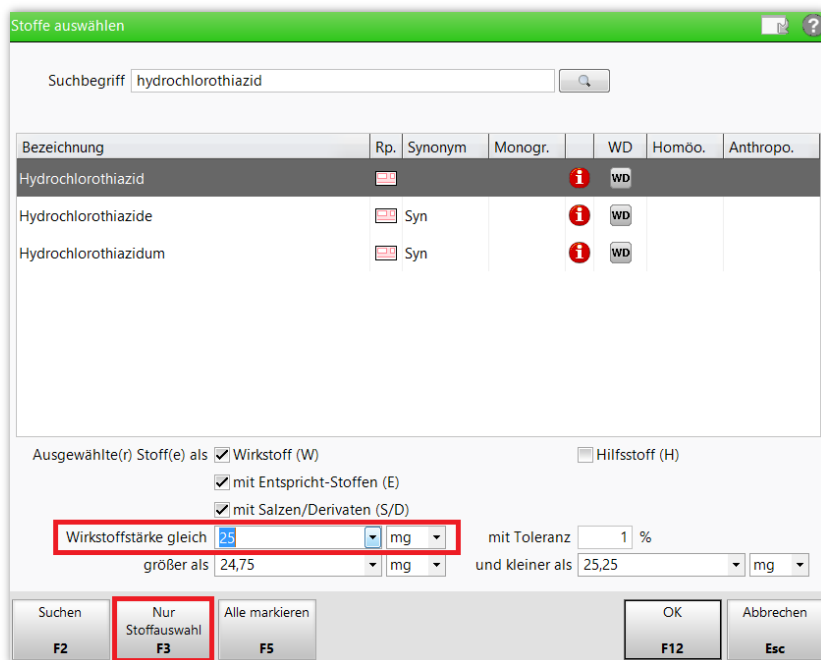 Stoffe auswählen
?
Suchbegriff hydrochlorothiazid
Bezeichnung Rp. Synonym Monogr. WD Homöo. Anthropo.
Hydrochlorothiazid i WD
Hydrochlorothiazide Syn i WD
Hydrochlorothiazidum Syn i WD
Ausgewählte(r) Stoff(e) als Wirkstoff (W) Hilfsstoff (H)
mit Entspricht-Stoffen (E)
mit Salzen/Derivaten (S/D)
Wirkstoffstärke gleich 25 mg mit Toleranz 1 %
größer als 24,75 mg und kleiner als 25,25 mg
Suchen
F2
Nur
Stoffauswahl
F3
Alle markieren
F5
OK
F12
Abbrechen
Esc